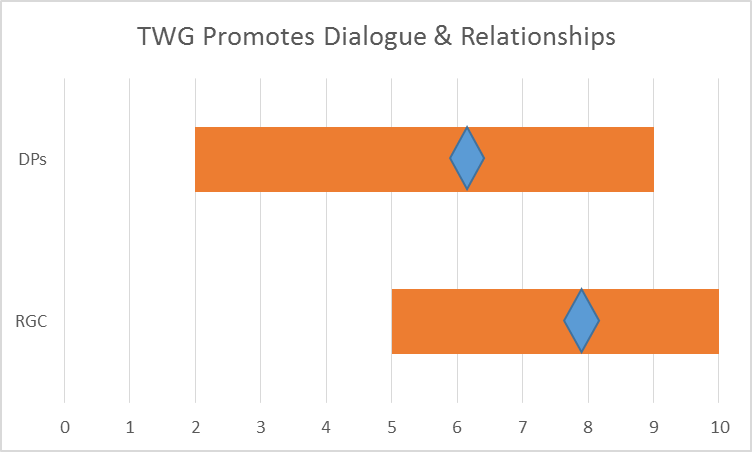 TWG Promotes Dialogue & Relationships
DPs
RGC
0 1 2 3 4 5 6 7 8 9 10